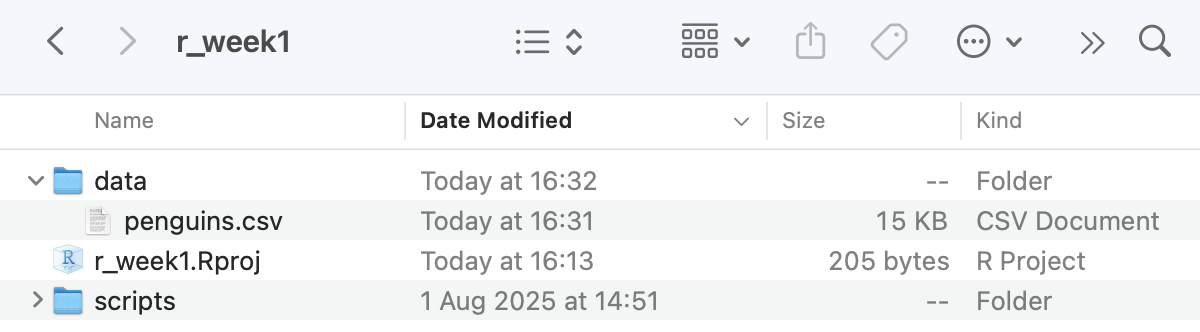 r_week1
Name Date Modified Size Kind
data Today at 16:32 -- Folder
penguins.csv Today at 16:31 15 KB CSV Document
r_week1.Rproj Today at 16:13 205 bytes R Project
scripts 1 Aug 2025 at 14:51 -- Folder